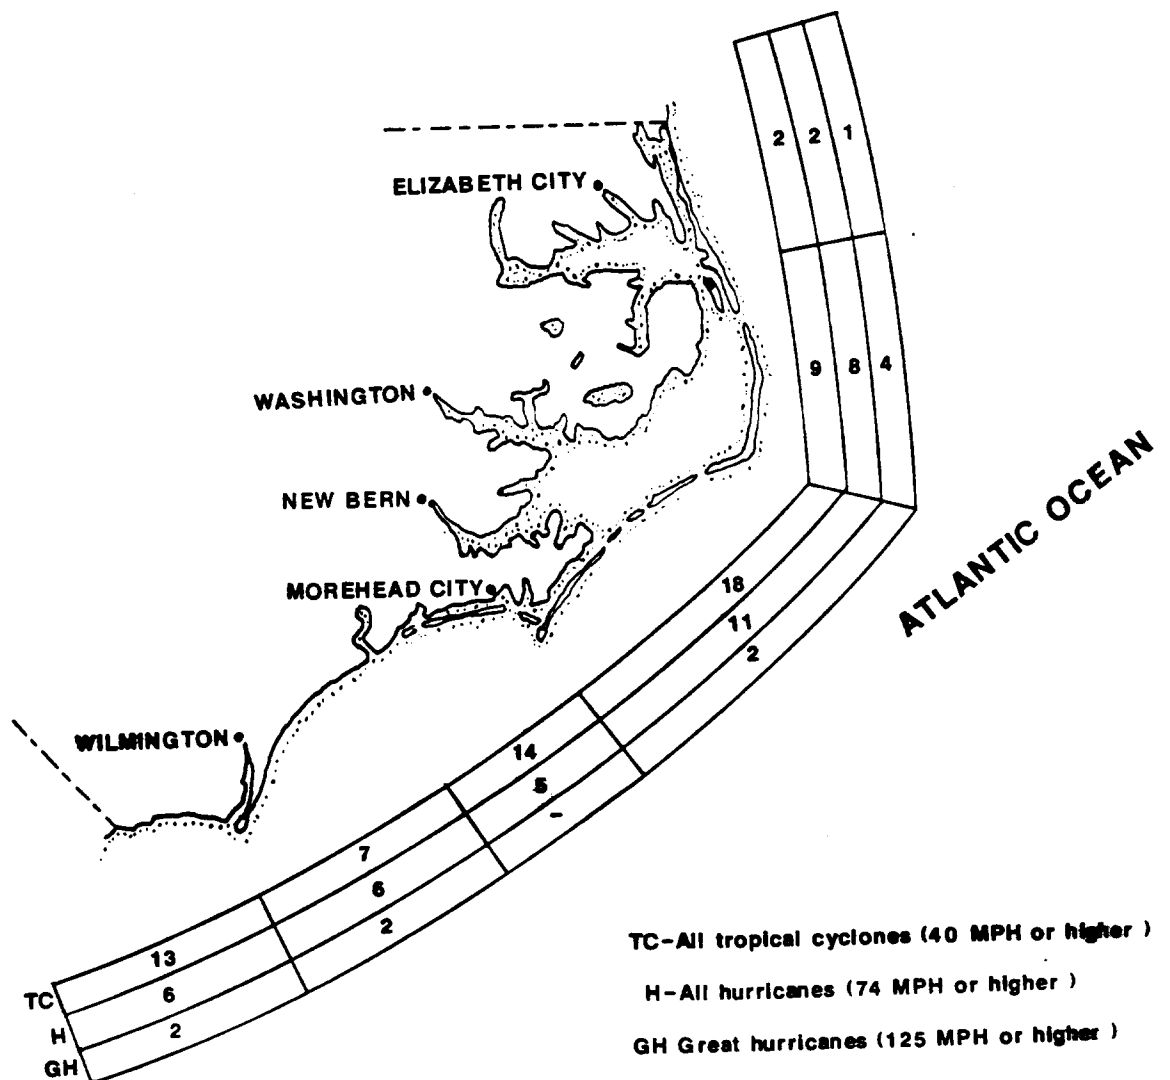 2 2 1
ELIZABETH CITY
9 8 4
WASHINGTON
ATLANTIC OCEAN
NEW BERN
18
MOREHEAD CITY
11
2
WILMINGTON
14
5
-
7
6
2
13
TC
6
H
2
GH
TC-All tropical cyclones (40 MPH or higher )
H-All hurricanes (74 MPH or higher )
GH Great hurricanes (125 MPH or higher )